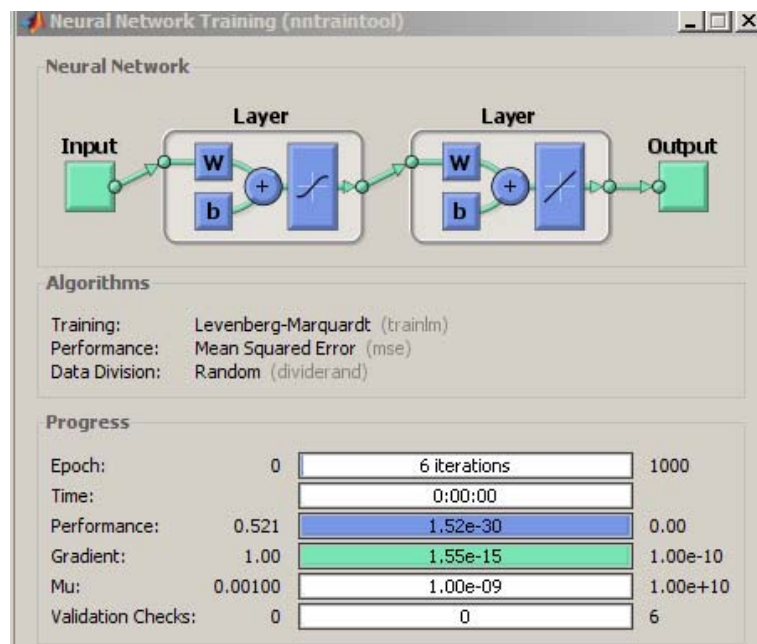 Neural Network Training (nntraintool)
Neural Network
Layer Layer
Input Output
W W
+ +
b b
Algorithms
Training: Levenberg-Marquardt (trainlm)
Performance: Mean Squared Error (mse)
Data Division: Random (dividerand)
Progress
Epoch: 0 6 iterations 1000
Time: 0:00:00
Performance: 0.521 1.52e-30 0.00
Gradient: 1.00 1.55e-15 1.00e-10
Mu: 0.00100 1.00e-09 1.00e+10
Validation Checks: 0 0 6